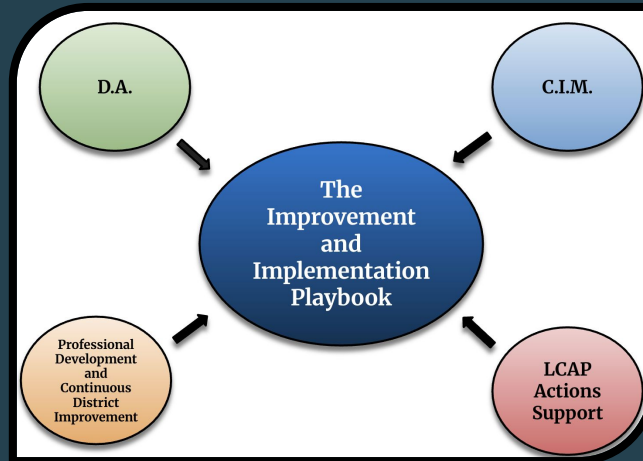 D.A.
C.I.M.
The
Improvement
and
Implementation
Playbook
Professional
Development
and
Continuous
District
Improvement
LCAP
Actions
Support